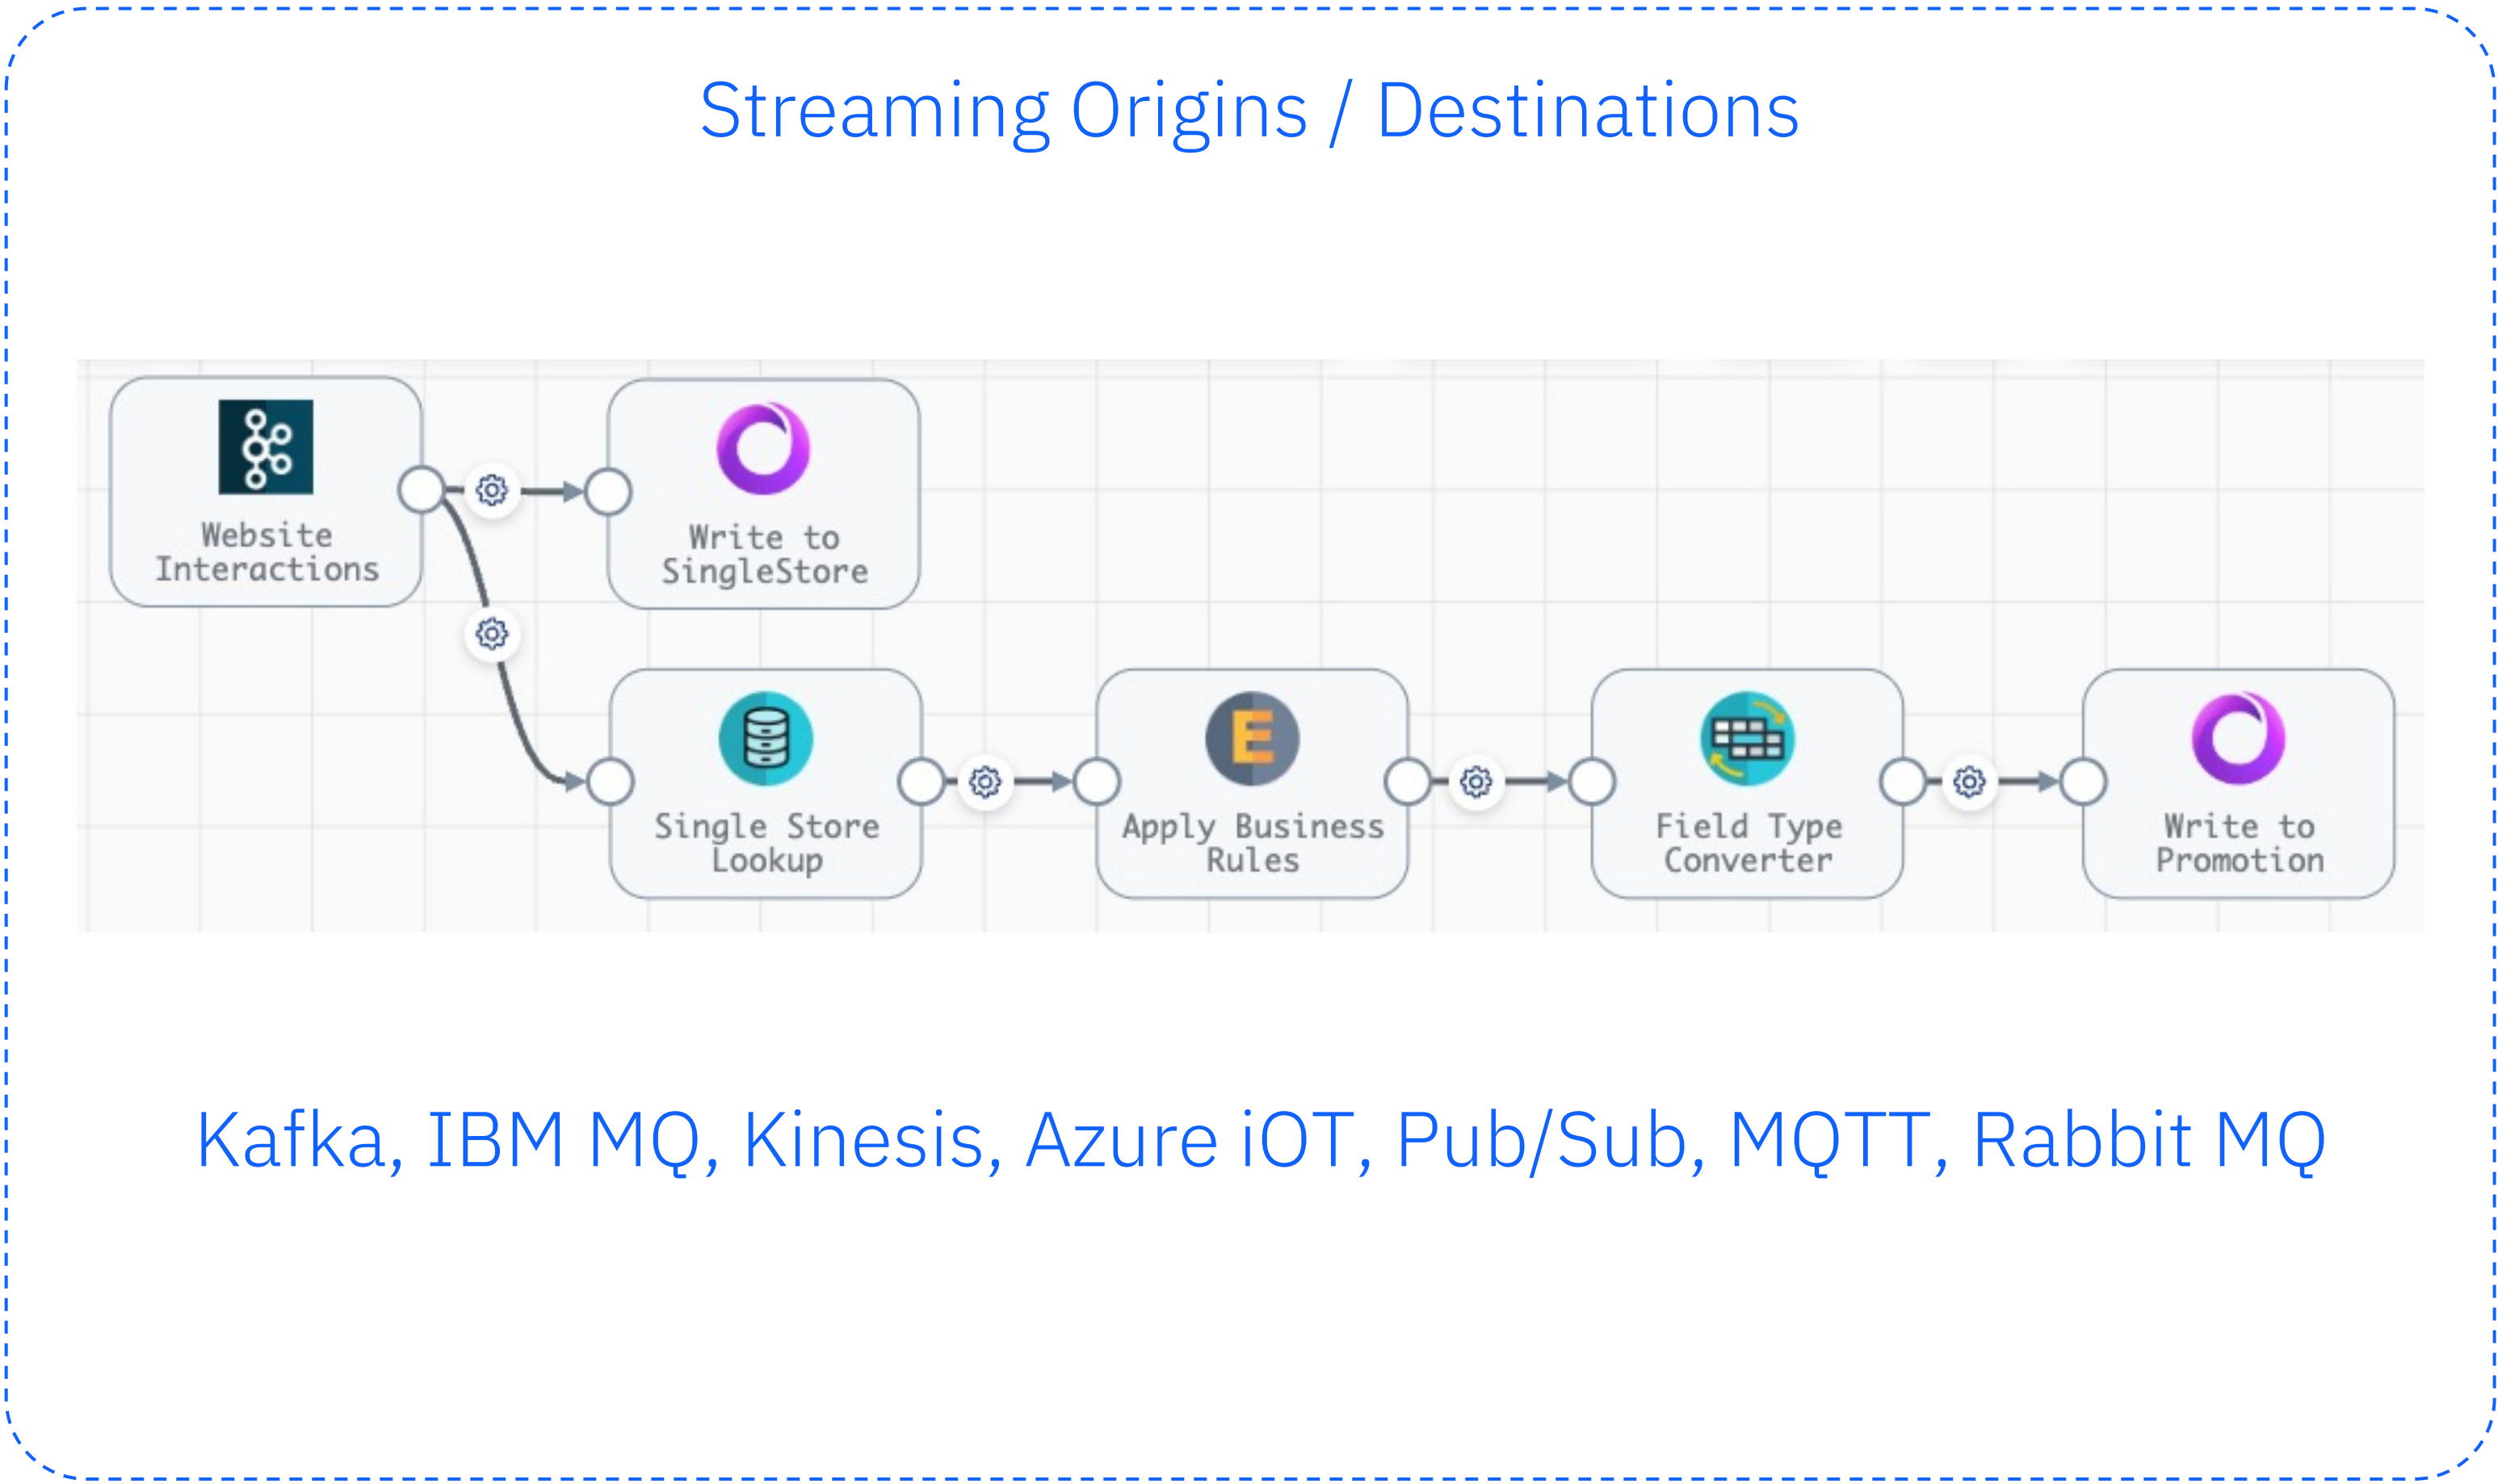 Streaming Origins / Destinations
Website
Interactions
Write to
SingleStore
Single Store
Lookup
E
Apply Business
Rules
Field Type
Converter
Write to
Promotion
Kafka, IBM MQ, Kinesis, Azure iOT, Pub/Sub, MQTT, Rabbit MQ